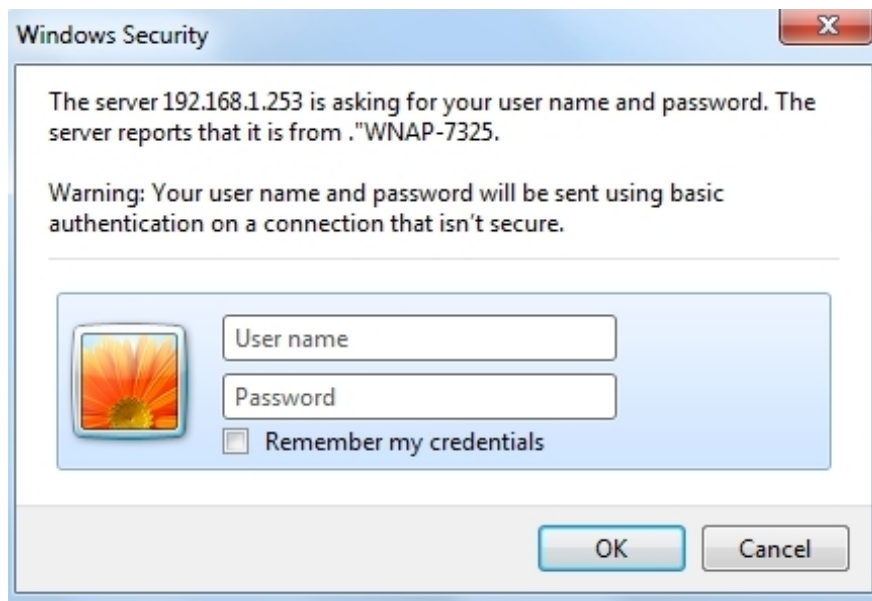 Windows Security
The server 192.168.1.253 is asking for your user name and password. The
server reports that it is from ."WNAP-7325.
Warning: Your user name and password will be sent using basic
authentication on a connection that isn't secure.
User name
Password
Remember my credentials
OK
Cancel